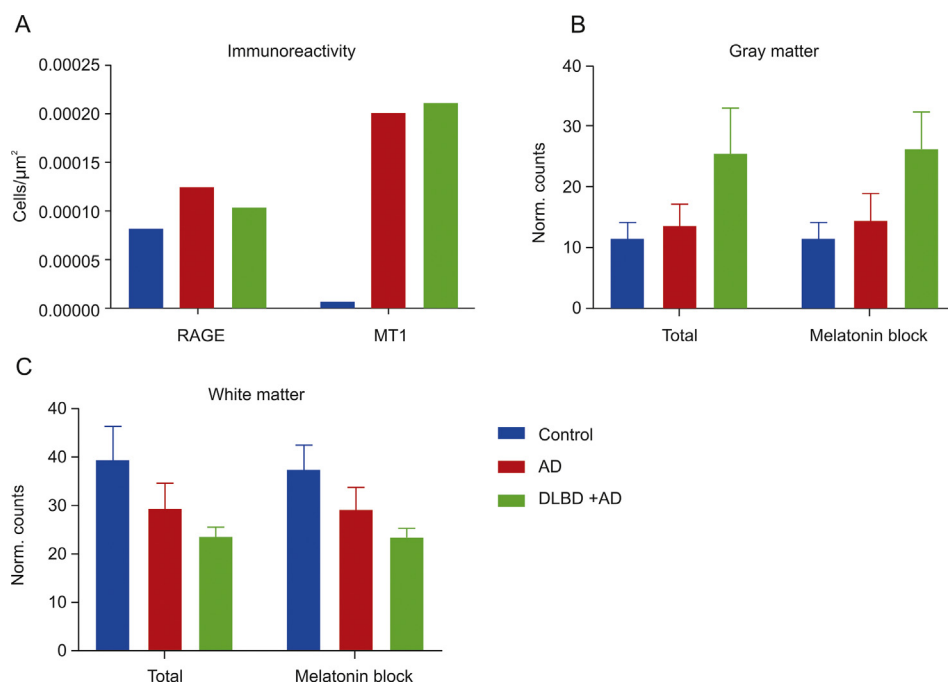 A
Immunoreactivity
Cells/µm²
0.00025
0.00020
0.00015
0.00010
0.00005
0.00000
RAGE MT1
B
Gray matter
Norm. counts
40
30
20
10
0
Total Melatonin block
C
White matter
Norm. counts
40
40
30
20
0
Total Melatonin block
Control
AD
DLBD +AD